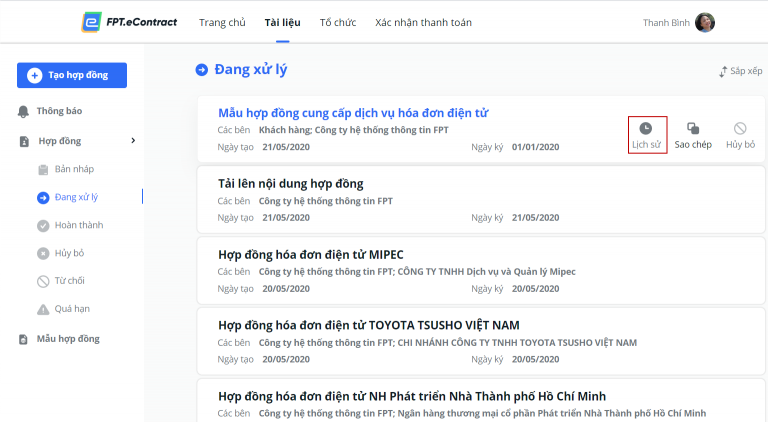 FPT.eContract Trang chủ Tài liệu Tổ chức Xác nhận thanh toán Thanh Bình
Tạo hợp đồng
Thông báo
Hợp đồng
Bản nháp
Đang xử lý
Hoàn thành
Hủy bỏ
Từ chối
Quá hạn
Mẫu hợp đồng
Đang xử lý Sắp xếp
Mẫu hợp đồng cung cấp dịch vụ hóa đơn điện tử
Các bên Khách hàng; Công ty hệ thống thông tin FPT
Ngày tạo 21/05/2020 Ngày ký 01/01/2020
Lịch sử Sao chép Hủy bỏ
Tải lên nội dung hợp đồng
Các bên Công ty hệ thống thông tin FPT
Ngày tạo 21/05/2020 Ngày ký 21/05/2020
Hợp đồng hóa đơn điện tử MIPEC
Các bên Công ty hệ thống thông tin FPT; CÔNG TY TNHH Dịch vụ và Quản lý Mipec
Ngày tạo 20/05/2020 Ngày ký 20/05/2020
Hợp đồng hóa đơn điện tử TOYOTA TSUSHO VIỆT NAM
Các bên Công ty hệ thống thông tin FPT; CHI NHÁNH CÔNG TY TNHH TOYOTA TSUSHO VIỆT NAM
Ngày tạo 20/05/2020 Ngày ký 20/05/2020
Hợp đồng hóa đơn điện tử NH Phát triển Nhà Thành phố Hồ Chí Minh
Các bên Công ty hệ thống thông tin FPT; Ngân hàng thương mại cổ phần Phát triển Nhà Thành phố Hồ Chí Minh